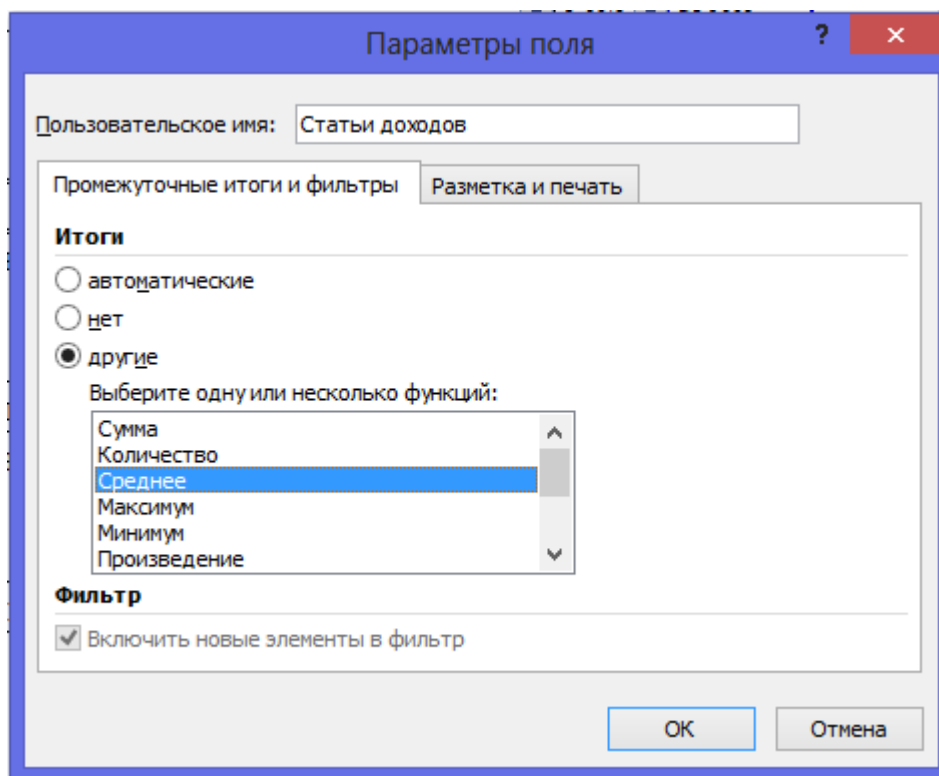 Параметры поля
?
Пользовательское имя: Статьи доходов
Промежуточные итоги и фильтры Разметка и печать
Итоги
автоматические
нет
другие
Выберите одну или несколько функций:
Сумма
Количество
Среднее
Максимум
Минимум
Произведение
Фильтр
Включить новые элементы в фильтр
ОК Отмена